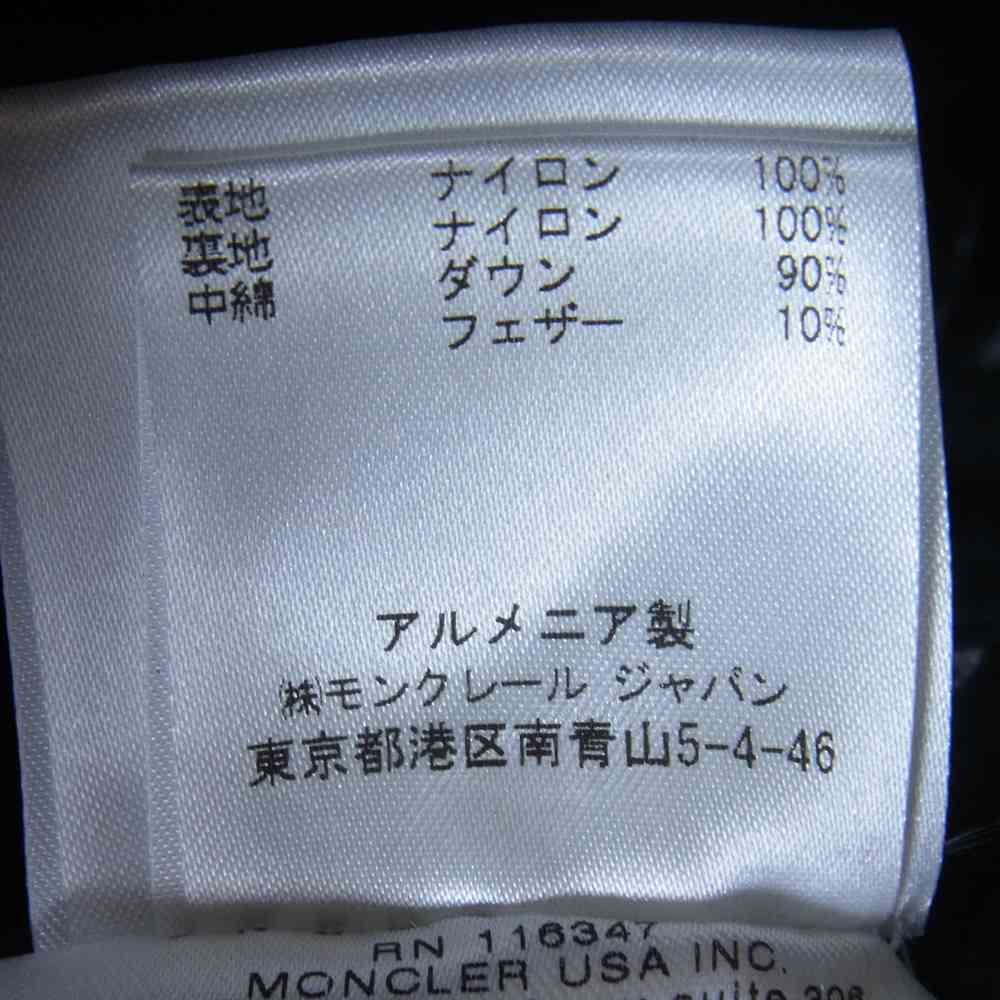 表地 ナイロン 100%
裏地 ナイロン 100%
中綿 ダウン 90%
フェザー 10%
アルメニア製
㈱モンクレール ジャパン
東京都港区南青山5-4-46
RN 116347
MONCLER USA INC.
suite 206